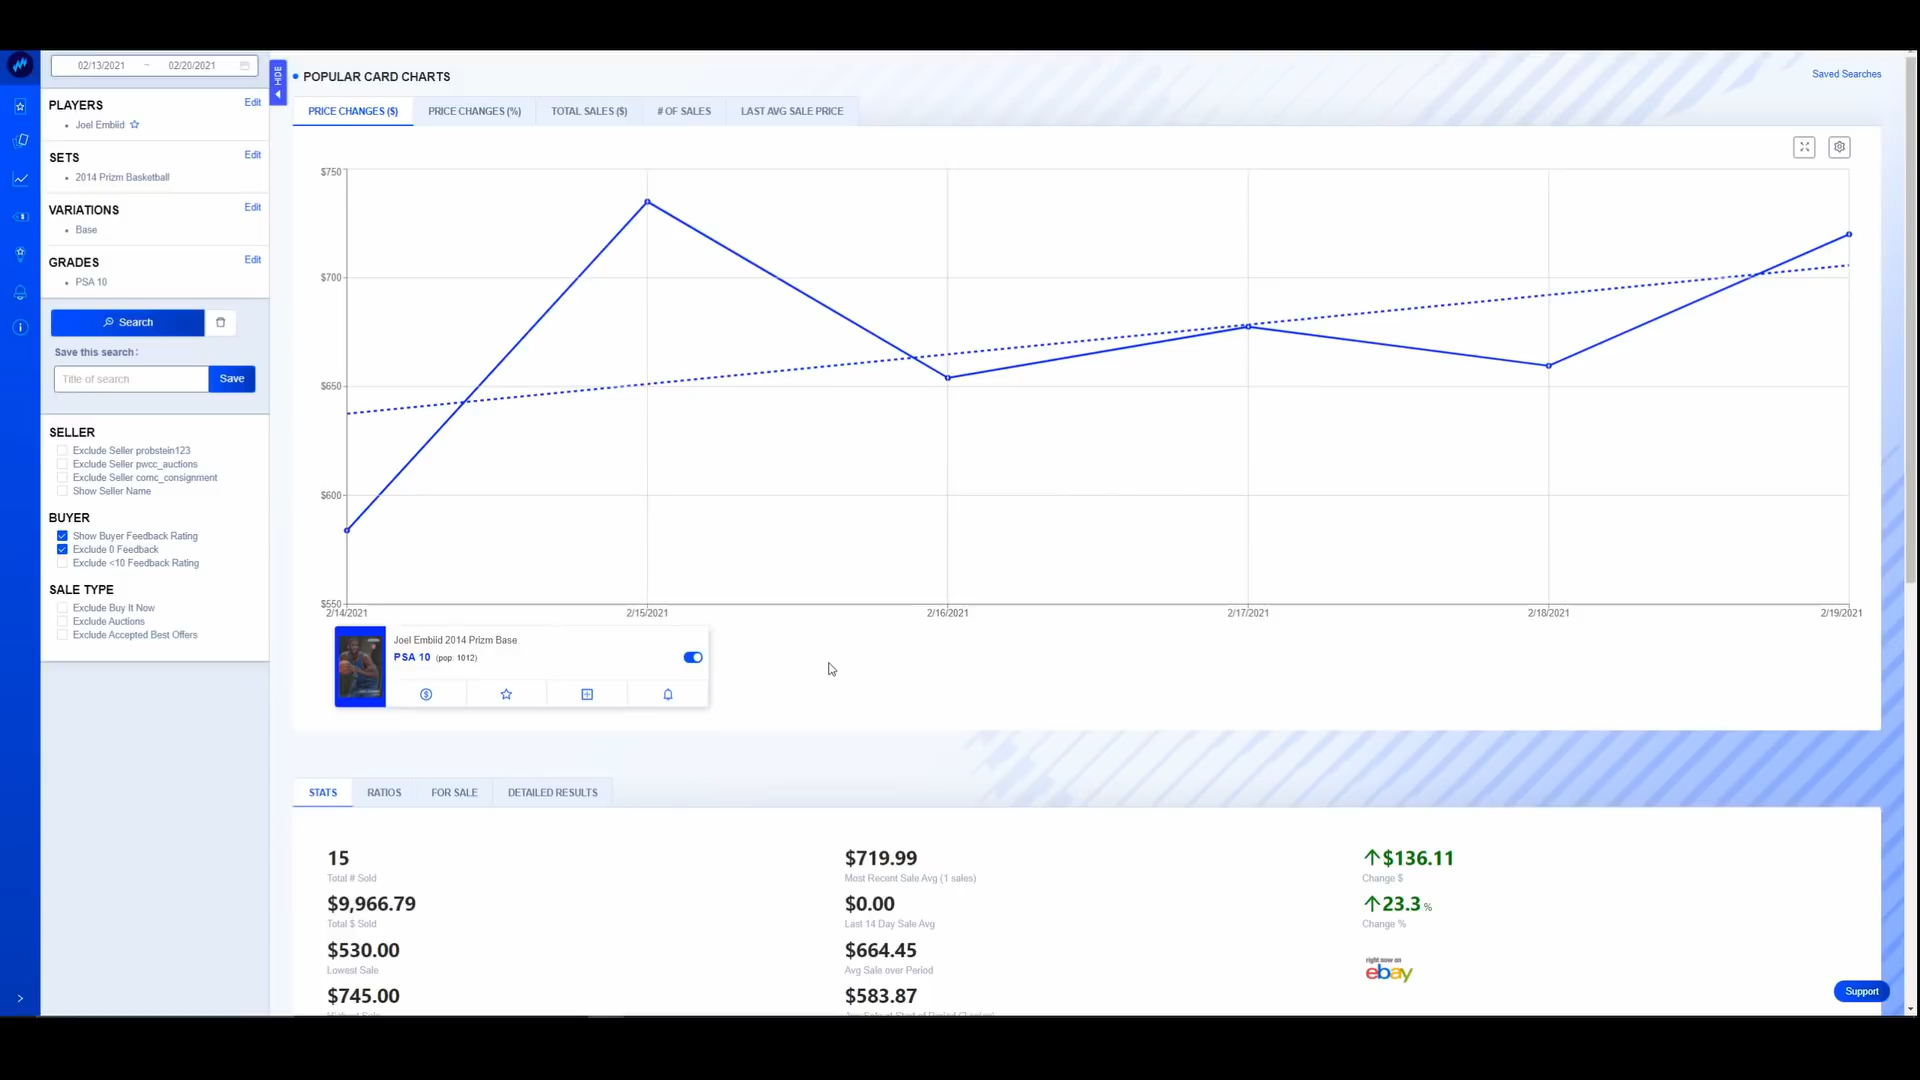 02/13/2021 ~ 02/20/2021
HIDE
PLAYERS Edit
Joel Embiid
SETS Edit
2014 Prizm Basketball
VARIATIONS Edit
Base
GRADES Edit
PSA 10
Search
Save this search:
Title of search Save
SELLER
Exclude Seller probstein123
Exclude Seller pwcc_auctions
Exclude Seller comc_consignment
Show Seller Name
BUYER
Show Buyer Feedback Rating
Exclude 0 Feedback
Exclude <10 Feedback Rating
SALE TYPE
Exclude Buy It Now
Exclude Auctions
Exclude Accepted Best Offers
POPULAR CARD CHARTS
Saved Searches
PRICE CHANGES ($) PRICE CHANGES (%) TOTAL SALES ($) # OF SALES LAST AVG SALE PRICE
$750
$700
$650
$600
$550
2/14/2021 2/15/2021 2/16/2021 2/17/2021 2/18/2021 2/19/2021
Joel Embiid 2014 Prizm Base
PSA 10 (pop: 1012)
STATS RATIOS FOR SALE DETAILED RESULTS
15
Total # Sold
$9,966.79
Total $ Sold
$530.00
Lowest Sale
$745.00
$719.99
Most Recent Sale Avg (1 sales)
$0.00
Last 14 Day Sale Avg
$664.45
Avg Sale over Period
$583.87
$136.11
Change $
23.3 %
Change %
right now on
ebay
Support